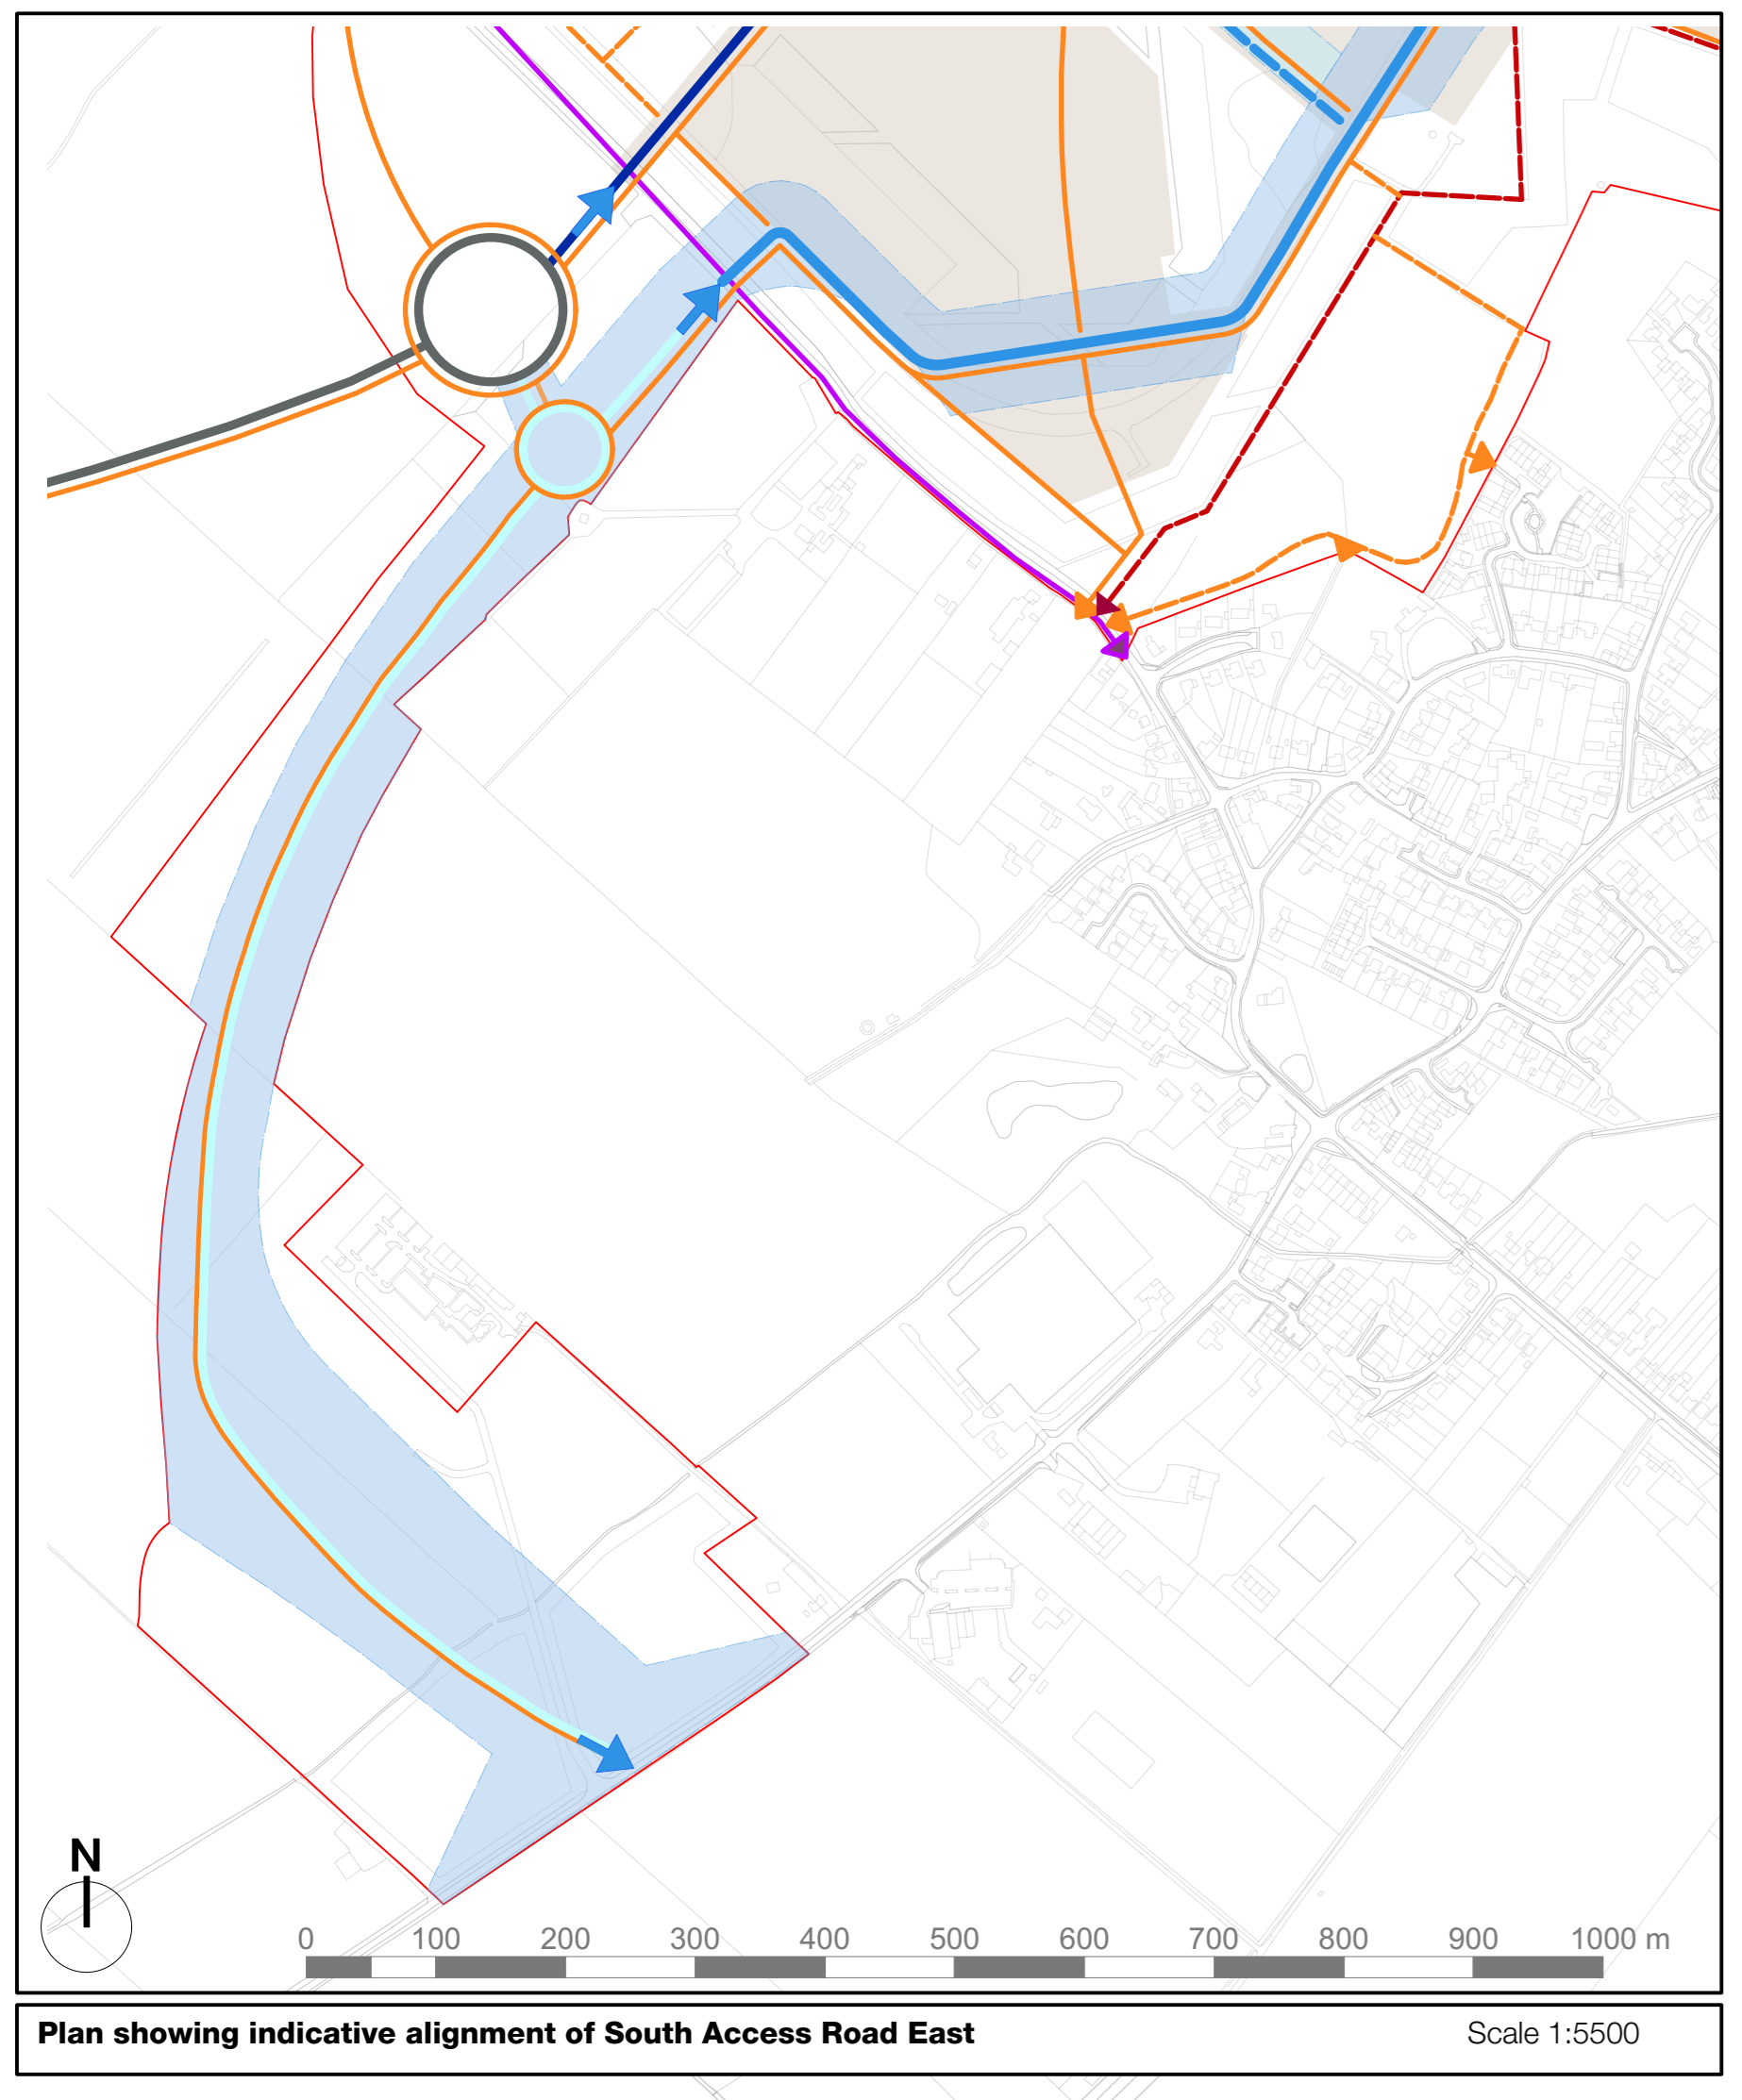 N
0 100 200 300 400 500 600 700 800 900 1000 m
Plan showing indicative alignment of South Access Road East Scale 1:5500